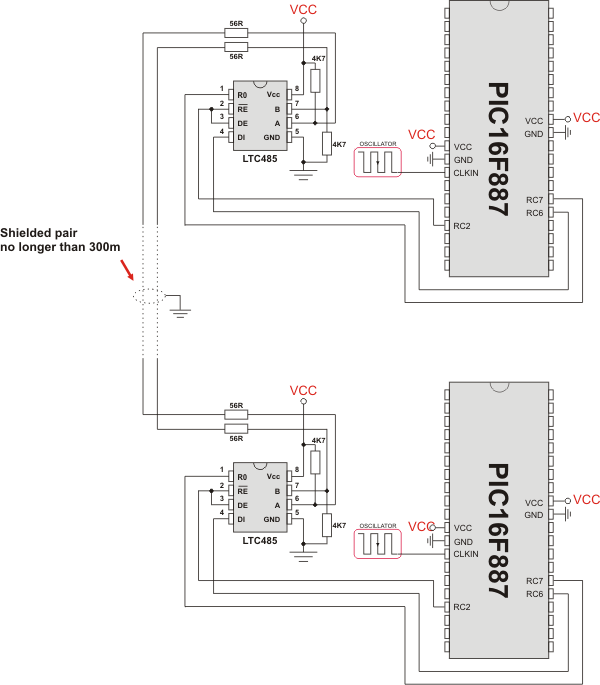 56R
VCC
56R
4K7
1 R0 Vcc 8
2 RE B 7
3 DE A 6
4 DI GND 5
LTC485
4K7
OSCILLATOR
VCC
VCC
GND
CLKIN
RC2
PIC16F887
VCC
GND
RC7
RC6
VCC
Shielded pair
no longer than 300m
56R
VCC
56R
4K7
1 R0 Vcc 8
2 RE B 7
3 DE A 6
4 DI GND 5
LTC485
4K7
OSCILLATOR
VCC
VCC
GND
CLKIN
RC2
PIC16F887
VCC
GND
RC7
RC6
VCC